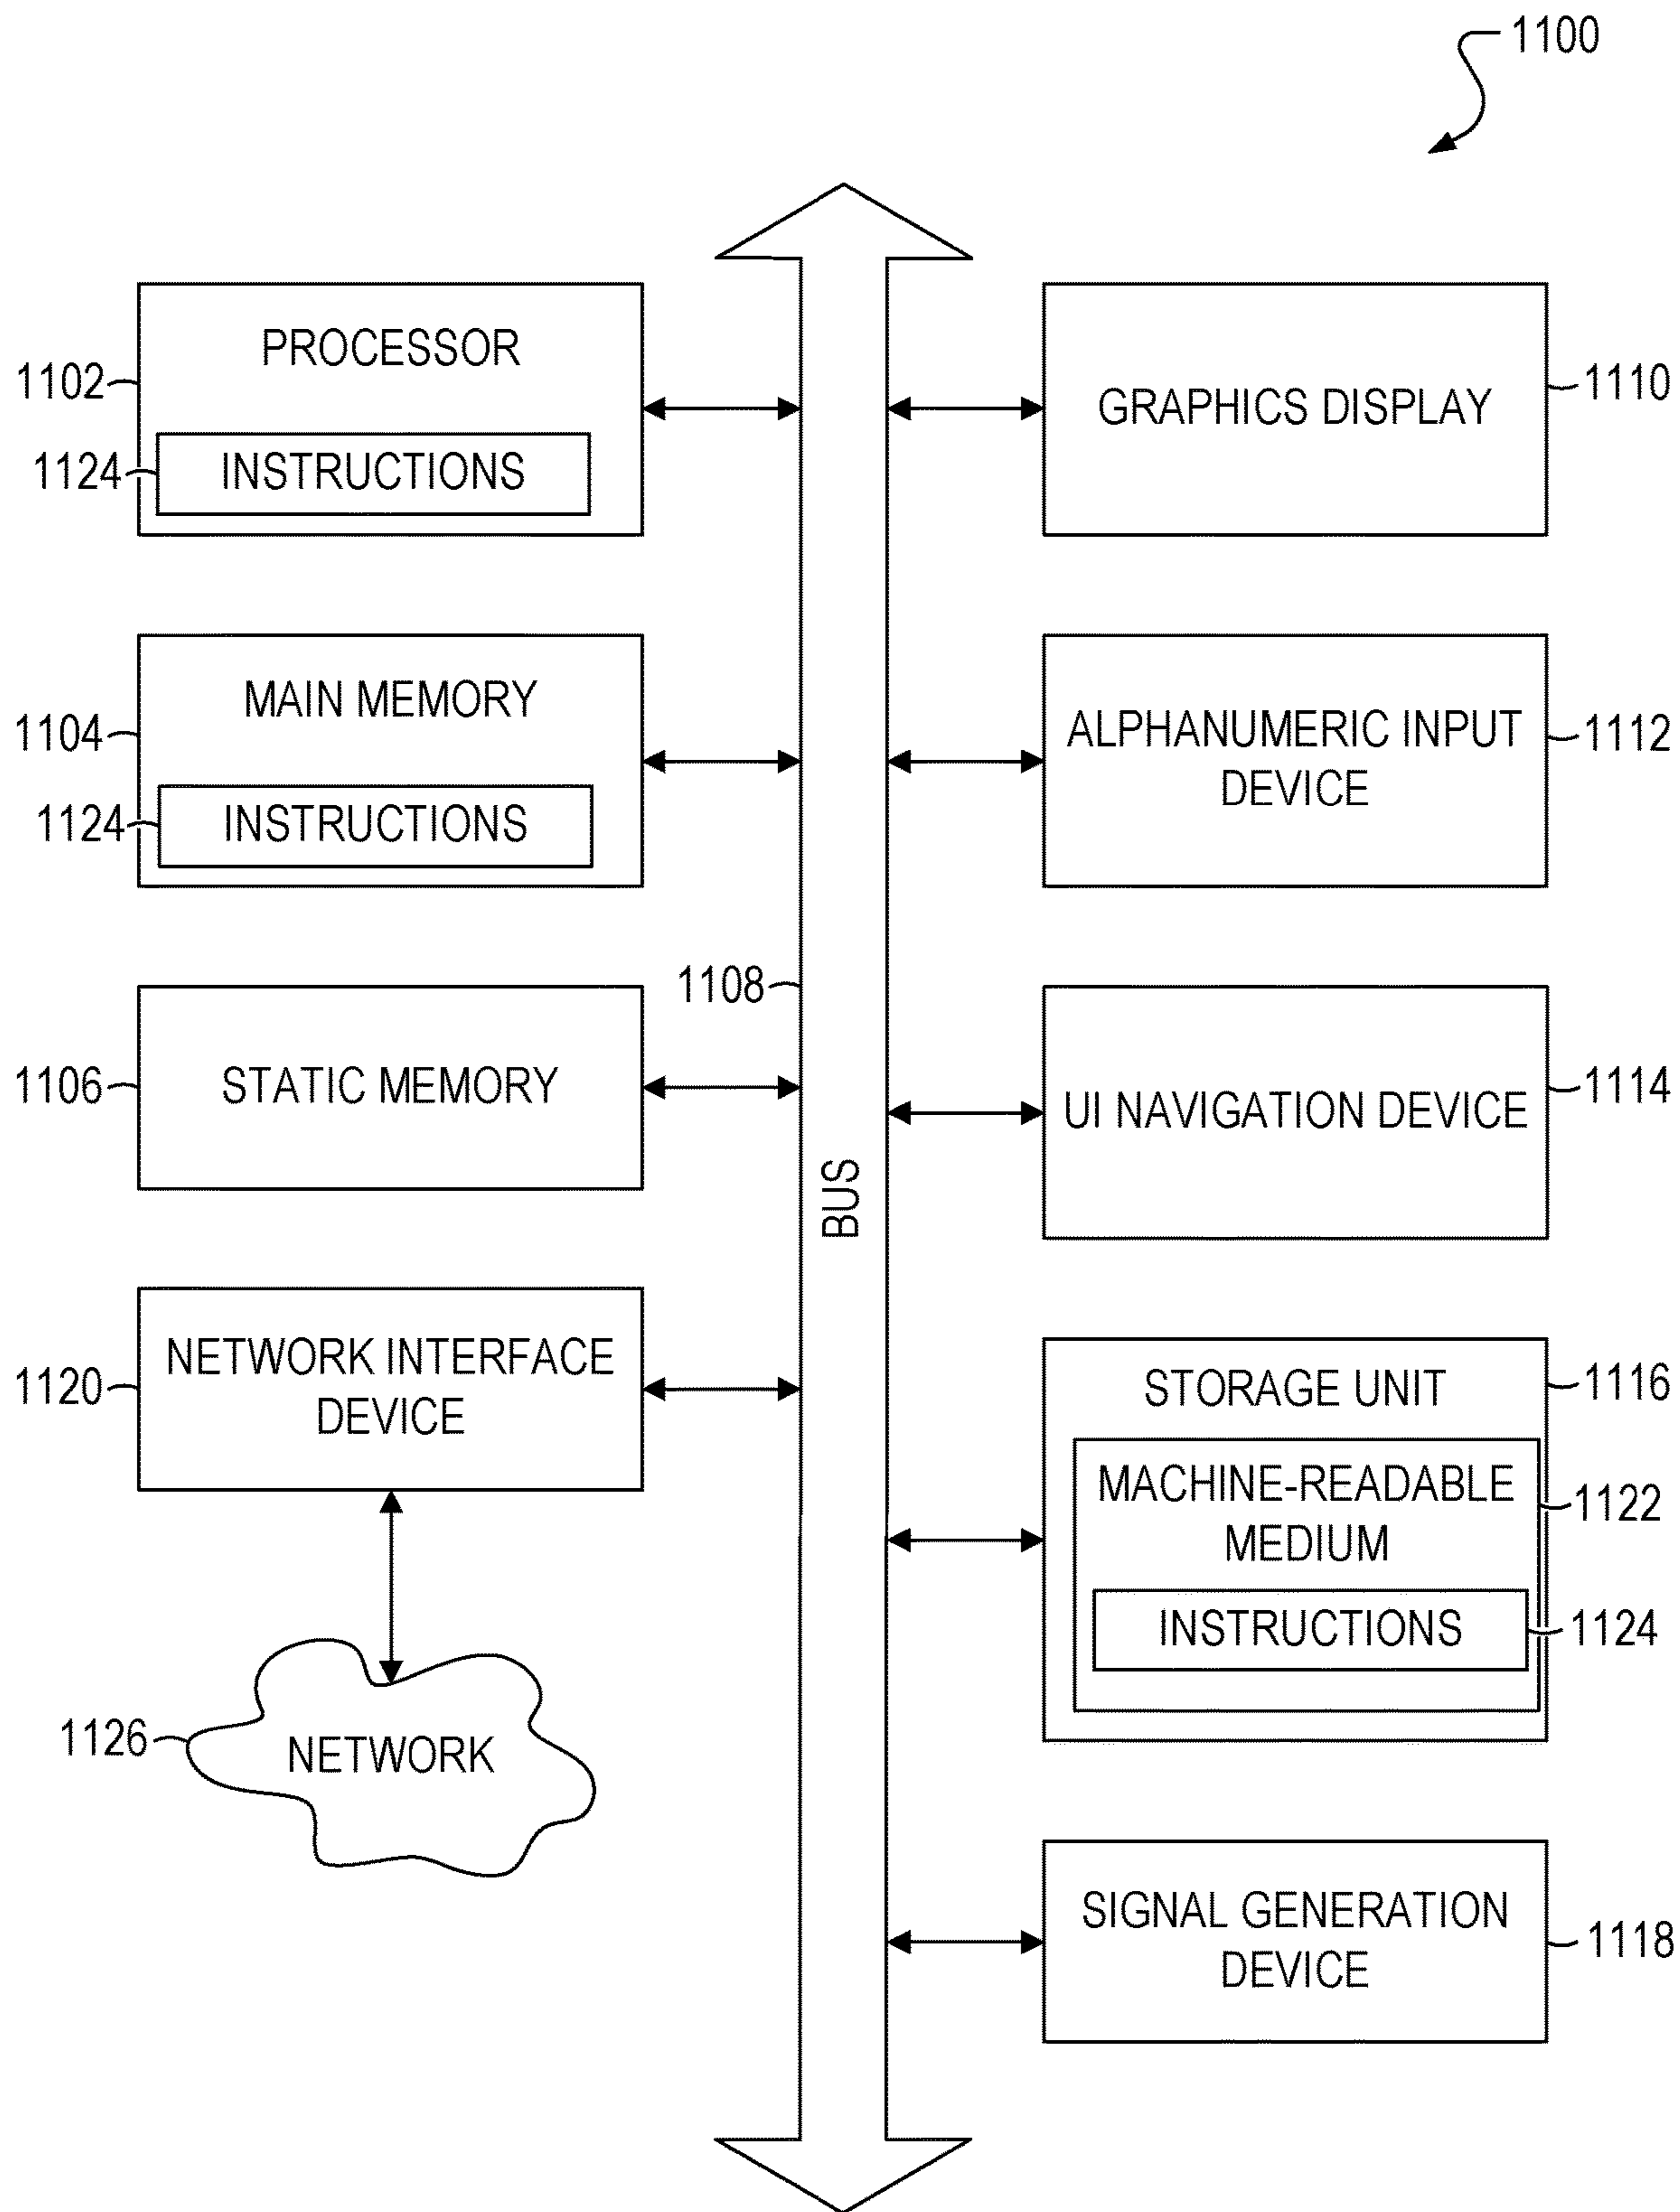 1100
PROCESSOR
1102
1124
INSTRUCTIONS
MAIN MEMORY
1104
1124
INSTRUCTIONS
1106
STATIC MEMORY
1120
NETWORK INTERFACE
DEVICE
1126
NETWORK
1108
BUS
GRAPHICS DISPLAY
1110
ALPHANUMERIC INPUT
DEVICE
1112
UI NAVIGATION DEVICE
1114
STORAGE UNIT
1116
MACHINE-READABLE
MEDIUM
1122
INSTRUCTIONS
1124
SIGNAL GENERATION
DEVICE
1118